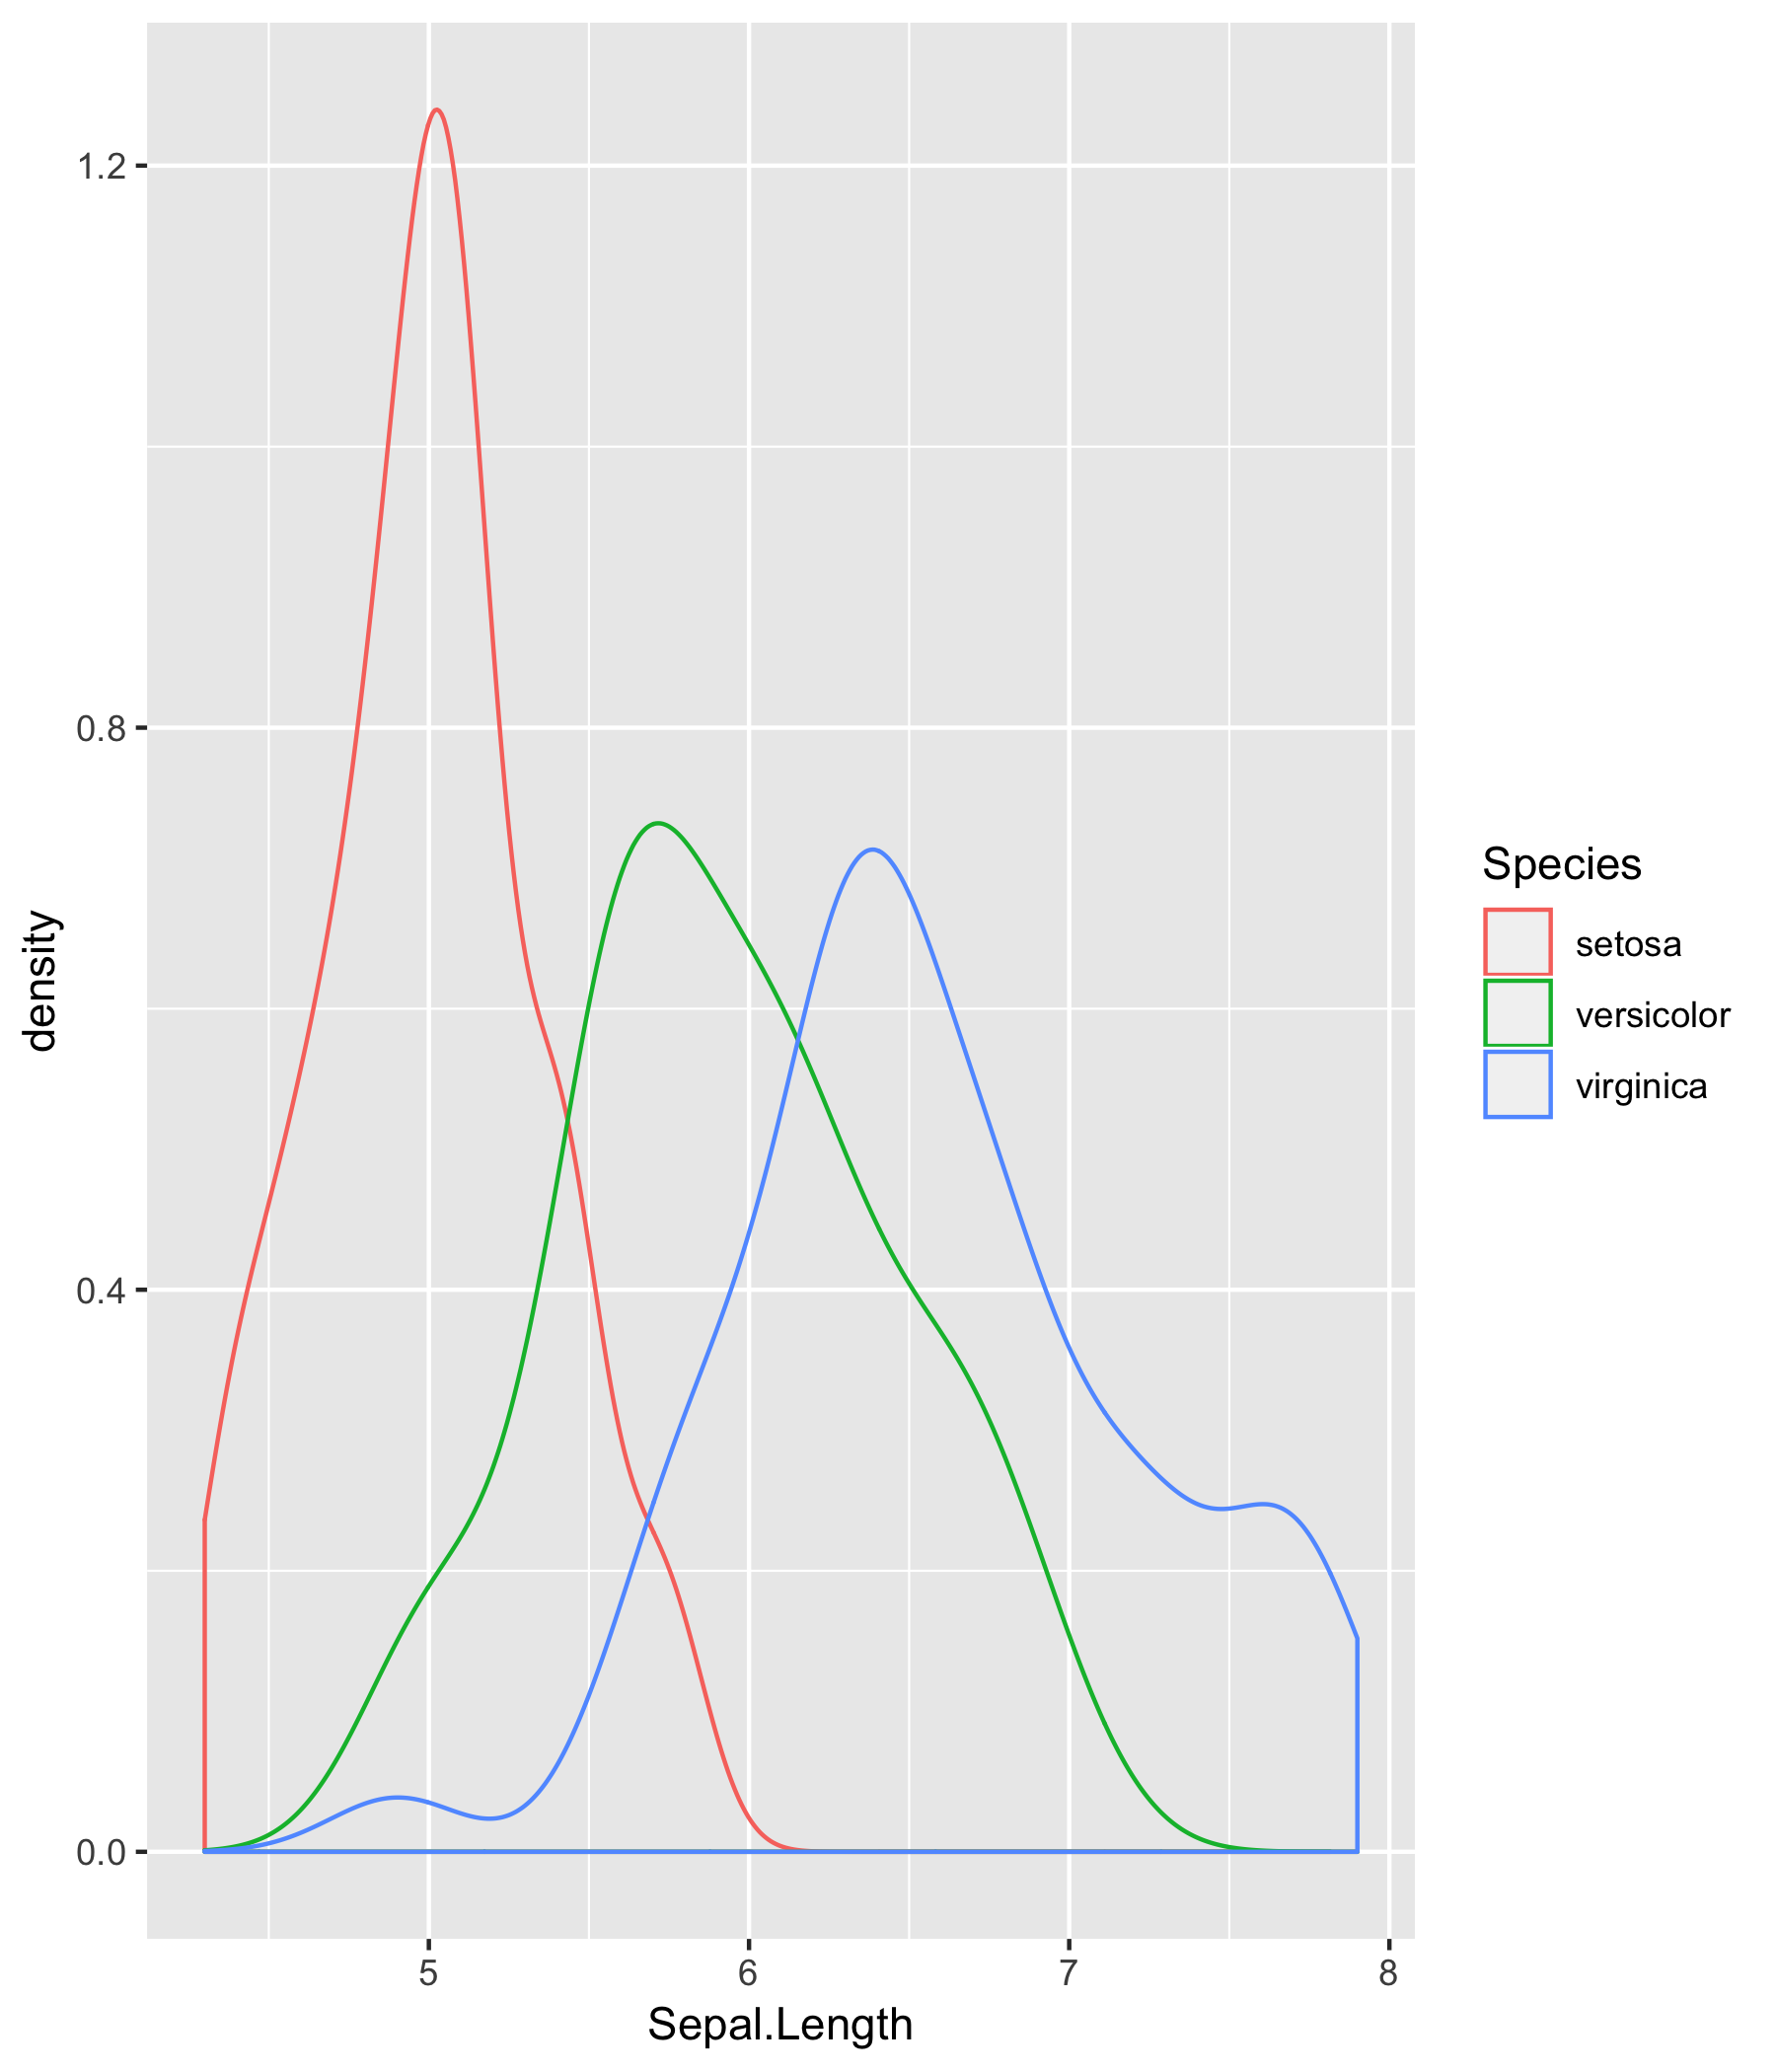 1.2
0.8
0.4
0.0
density
5
6
7
8
Sepal.Length
Species
setosa
versicolor
virginica